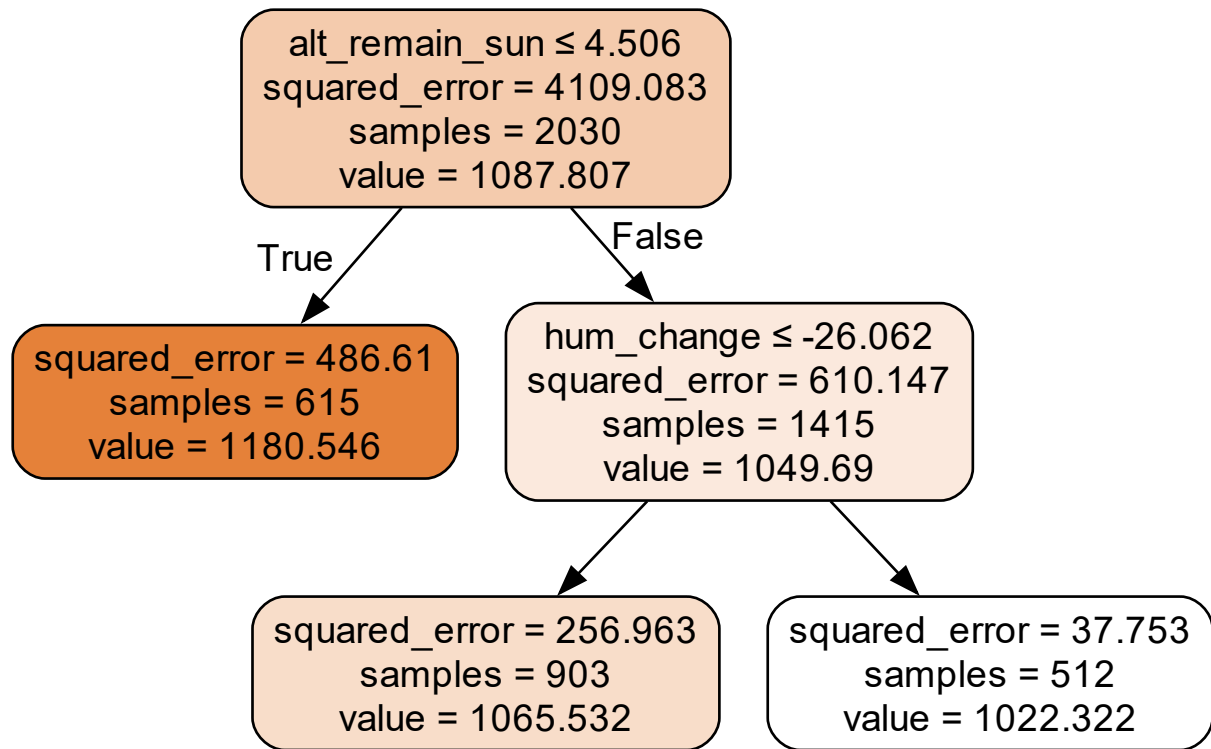 alt_remain_sun ≤ 4.506
squared_error = 4109.083
samples = 2030
value = 1087.807
True
False
squared_error = 486.61
samples = 615
value = 1180.546
hum_change ≤ -26.062
squared_error = 610.147
samples = 1415
value = 1049.69
squared_error = 256.963
samples = 903
value = 1065.532
squared_error = 37.753
samples = 512
value = 1022.322